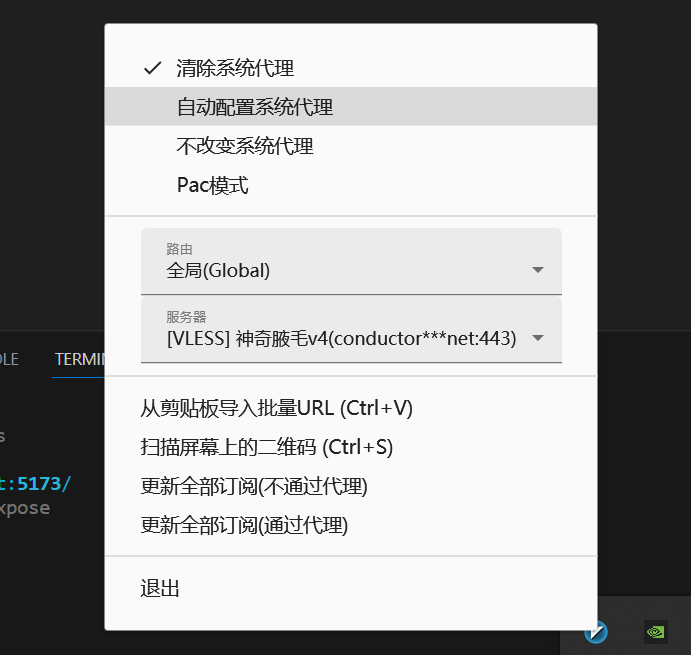 清除系统代理
自动配置系统代理
不改变系统代理
Pac模式
路由
全局(Global)
服务器
[VLESS] 神奇腋毛v4(conductor***net:443)
OLE
TERMIN
从剪贴板导入批量URL (Ctrl+V)
s
扫描屏幕上的二维码 (Ctrl+S)
t:5173/
更新全部订阅(不通过代理)
xpose
更新全部订阅(通过代理)
退出